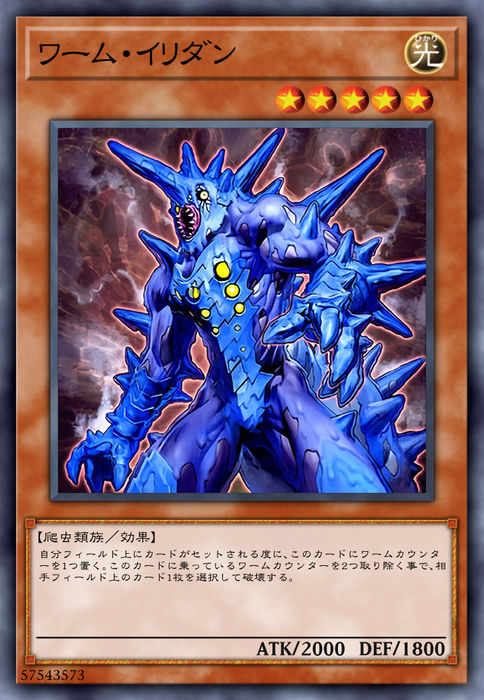 ワーム・イリダン
ひかり
光
【爬虫類族／効果】
自分フィールド上にカードがセットされる度に、このカードにワームカウンタ
ーを1つ置く。このカードに乗っているワームカウンターを2つ取り除く事で、相
手フィールド上のカード1枚を選択して破壊する。
ATK/2000 DEF/1800
57543573